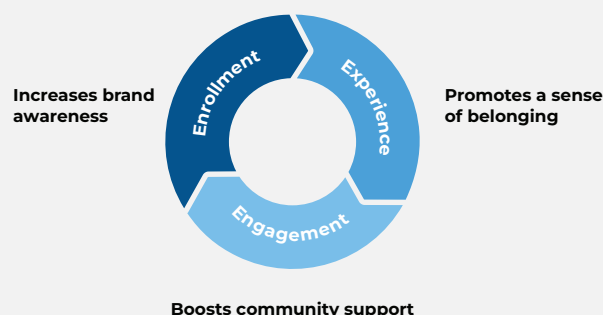 Enrollment
Experience
Increases brand
awareness
Promotes a sense
of belonging
Engagement
Boosts community support